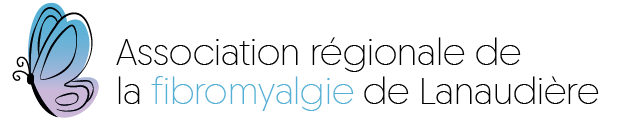 Association régionale de
la fibromyalgie de Lanaudière